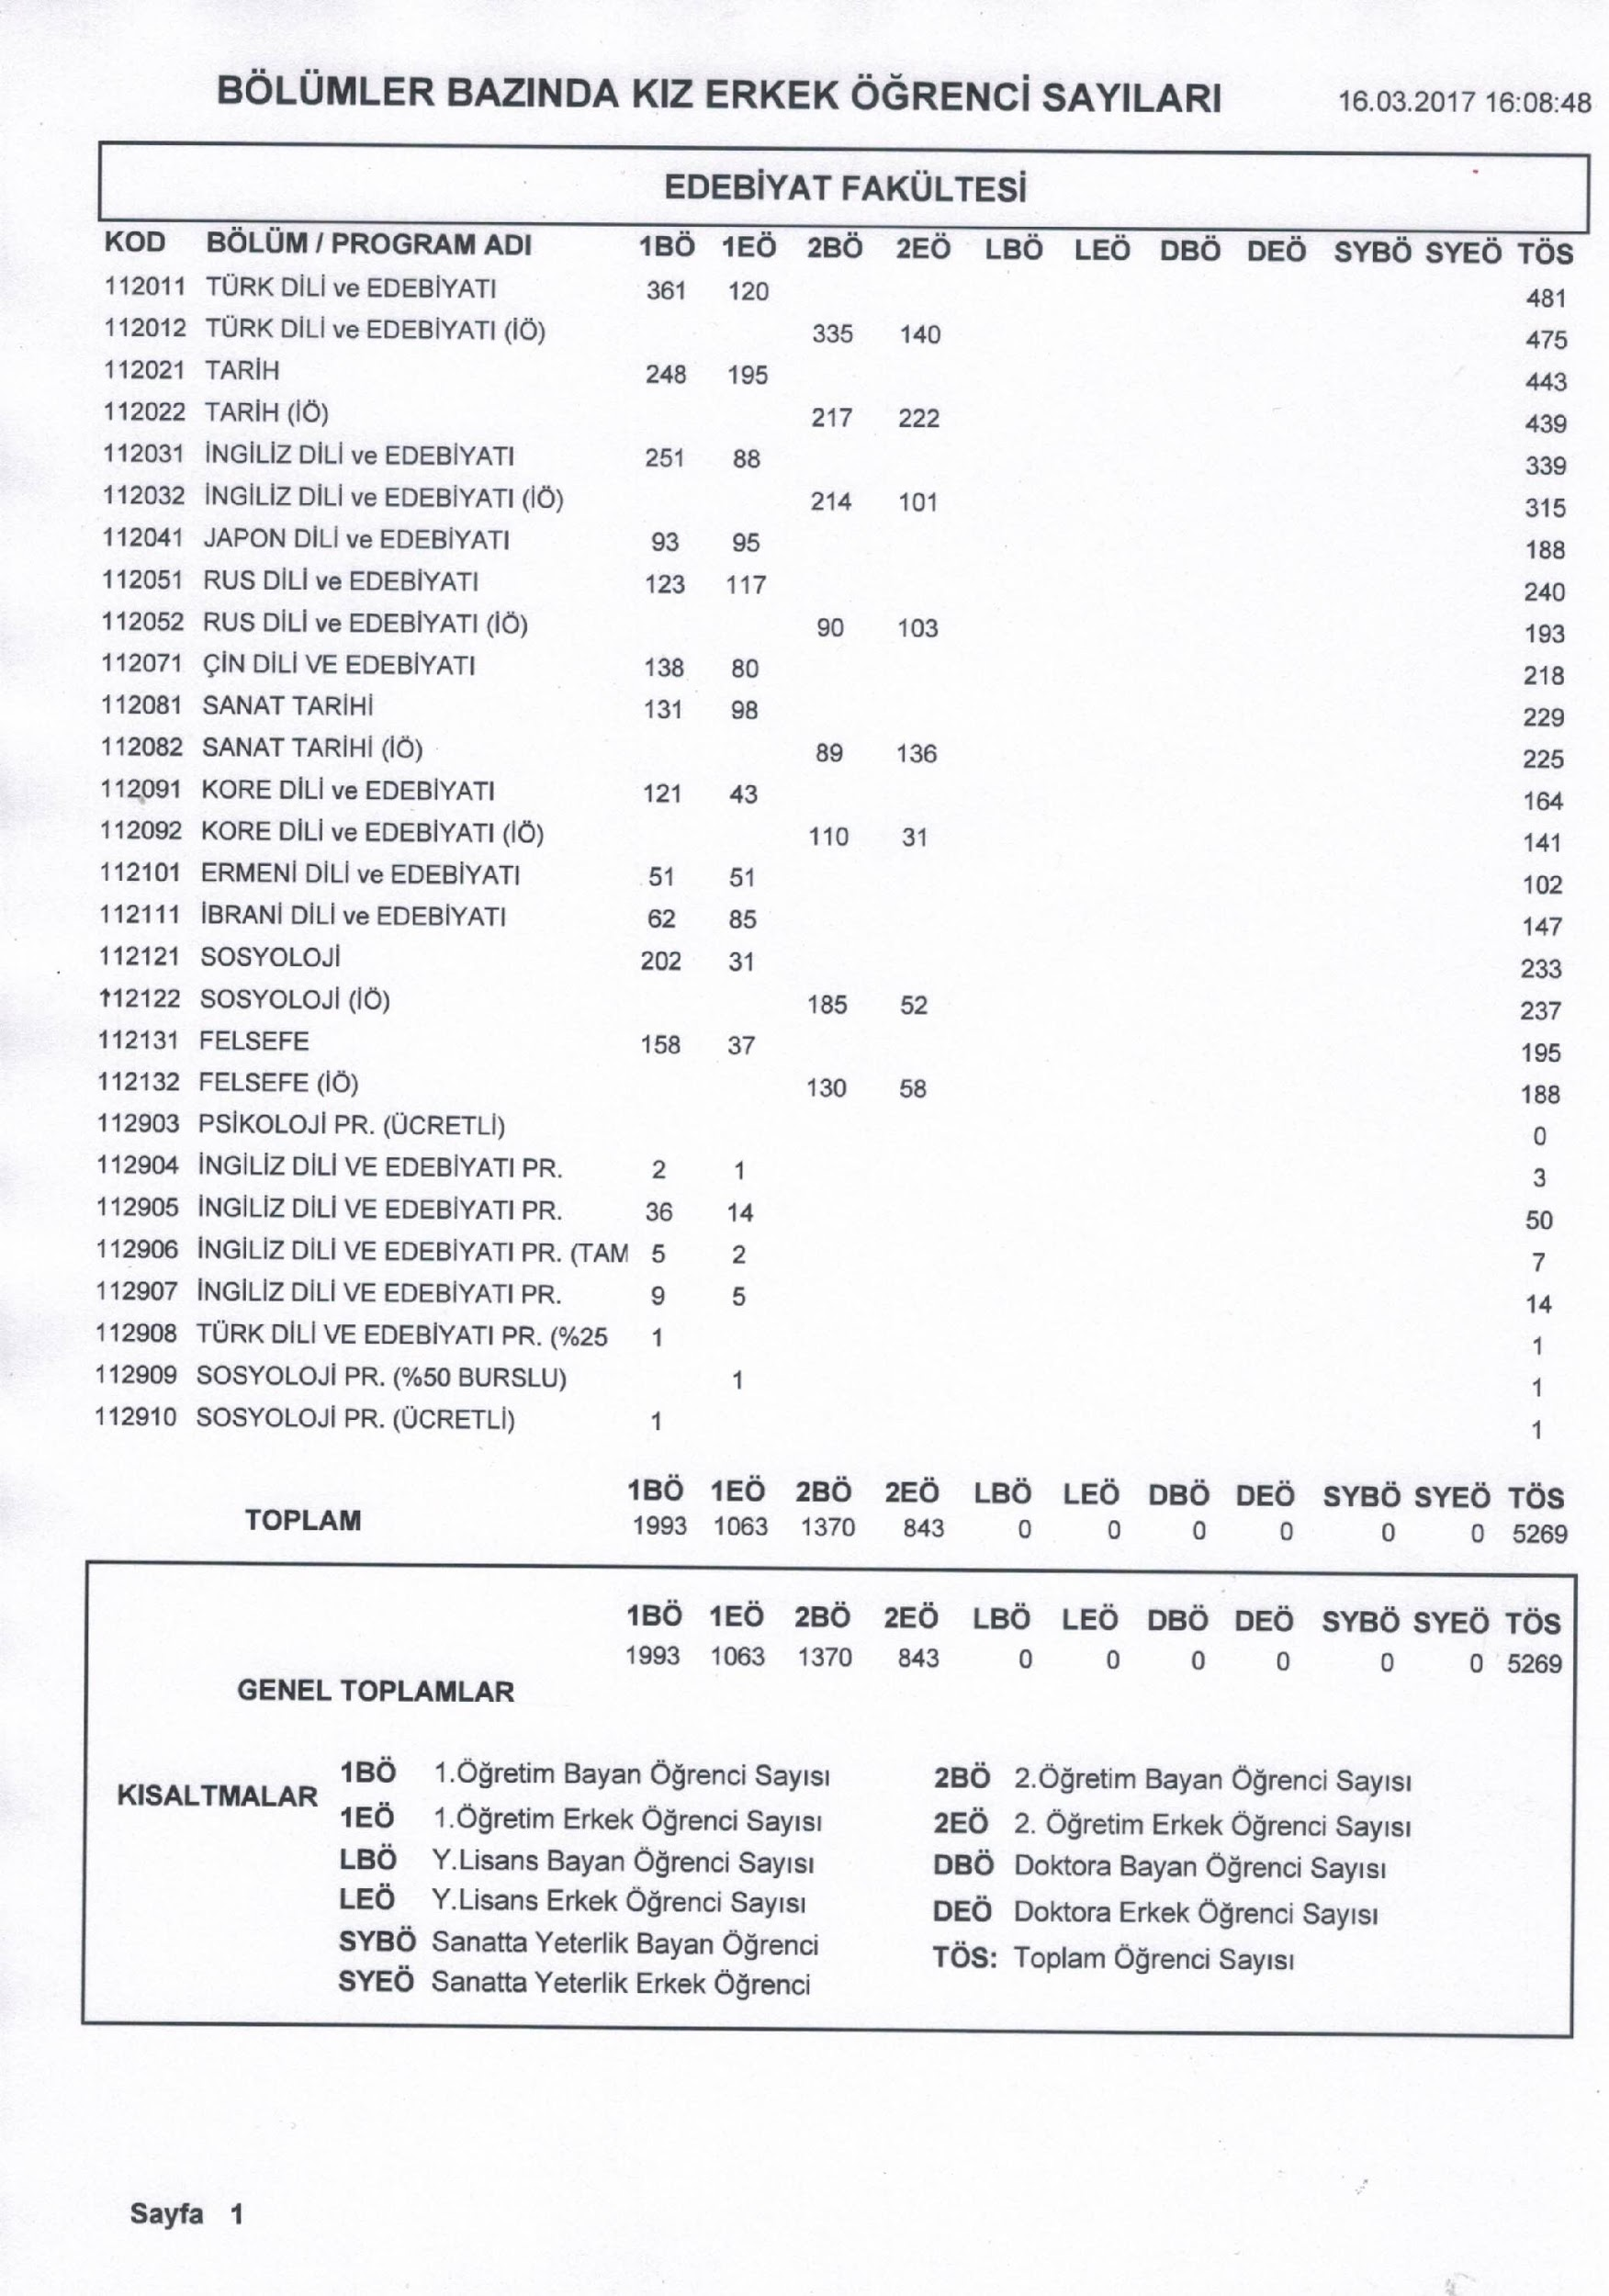 BÖLÜMLER BAZINDA KIZ ERKEK ÖĞRENCİ SAYILARI 16.03.2017 16:08:48
EDEBİYAT FAKÜLTESİ
KOD BÖLÜM / PROGRAM ADI 1BÖ 1EÖ 2BÖ 2EÖ LBÖ LEÖ DBÖ DEÖ SYBÖ SYEÖ TÖS
112011 TÜRK DİLİ ve EDEBİYATI 361 120 481
112012 TÜRK DİLİ ve EDEBİYATI (İÖ) 335 140 475
112021 TARİH 248 195 443
112022 TARİH (İÖ) 217 222 439
112031 İNGİLİZ DİLİ ve EDEBİYATI 251 88 339
112032 İNGİLİZ DİLİ ve EDEBİYATI (İÖ) 214 101 315
112041 JAPON DİLİ ve EDEBİYATI 93 95 188
112051 RUS DİLİ ve EDEBİYATI 123 117 240
112052 RUS DİLİ ve EDEBİYATI (İÖ) 90 103 193
112071 ÇİN DİLİ VE EDEBİYATI 138 80 218
112081 SANAT TARİHİ 131 98 229
112082 SANAT TARİHİ (İÖ) 89 136 225
112091 KORE DİLİ ve EDEBİYATI 121 43 164
112092 KORE DİLİ ve EDEBİYATI (İÖ) 110 31 141
112101 ERMENİ DİLİ ve EDEBİYATI 51 51 102
112111 İBRANİ DİLİ ve EDEBİYATI 62 85 147
112121 SOSYOLOJİ 202 31 233
112122 SOSYOLOJİ (İÖ) 185 52 237
112131 FELSEFE 158 37 195
112132 FELSEFE (İÖ) 130 58 188
112903 PSİKOLOJİ PR. (ÜCRETLİ) 0
112904 İNGİLİZ DİLİ VE EDEBİYATI PR. 2 1 3
112905 İNGİLİZ DİLİ VE EDEBİYATI PR. 36 14 50
112906 İNGİLİZ DİLİ VE EDEBİYATI PR. (TAM 5 2 7
112907 İNGİLİZ DİLİ VE EDEBİYATI PR. 9 5 14
112908 TÜRK DİLİ VE EDEBİYATI PR. (%25 1 1
112909 SOSYOLOJİ PR. (%50 BURSLU) 1 1
112910 SOSYOLOJİ PR. (ÜCRETLİ) 1 1
1BÖ 1EÖ 2BÖ 2EÖ LBÖ LEÖ DBÖ DEÖ SYBÖ SYEÖ TÖS
TOPLAM 1993 1063 1370 843 0 0 0 0 0 0 5269
1BÖ 1EÖ 2BÖ 2EÖ LBÖ LEÖ DBÖ DEÖ SYBÖ SYEÖ TÖS
1993 1063 1370 843 0 0 0 0 0 0 5269
GENEL TOPLAMLAR
KISALTMALAR
1BÖ 1.Öğretim Bayan Öğrenci Sayısı 2BÖ 2.Öğretim Bayan Öğrenci Sayısı
1EÖ 1.Öğretim Erkek Öğrenci Sayısı 2EÖ 2. Öğretim Erkek Öğrenci Sayısı
LBÖ Y.Lisans Bayan Öğrenci Sayısı DBÖ Doktora Bayan Öğrenci Sayısı
LEÖ Y.Lisans Erkek Öğrenci Sayısı DEÖ Doktora Erkek Öğrenci Sayısı
SYBÖ Sanatta Yeterlik Bayan Öğrenci TÖS: Toplam Öğrenci Sayısı
SYEÖ Sanatta Yeterlik Erkek Öğrenci
Sayfa 1